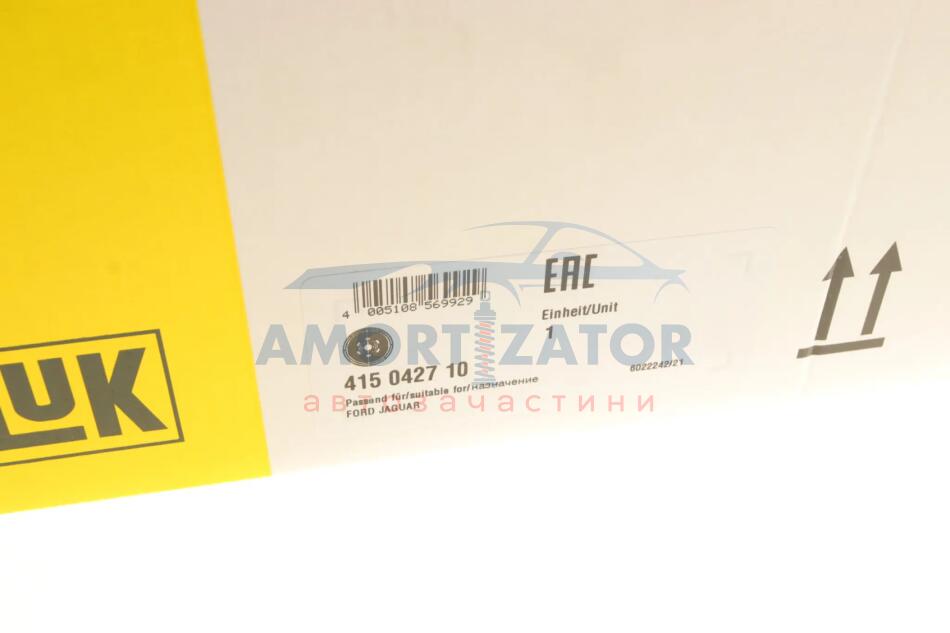 LUK
EAC
Einheit/Unit
1
4 005108 569929
AMORTIZATOR
415 0427 10
6022242/21
Passend für/suitable for/назначение
автозапчастини
FORD JAGUAR